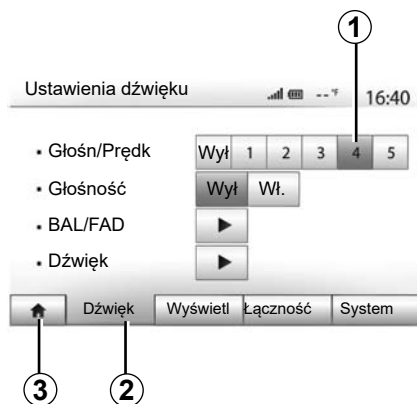 1
Ustawienia dźwięku --°F 16:40
• Głośn/Prędk Wył 1 2 3 4 5
• Głośność Wył Wł.
• BAL/FAD
• Dźwięk
Dźwięk Wyświetl Łączność System
3 2